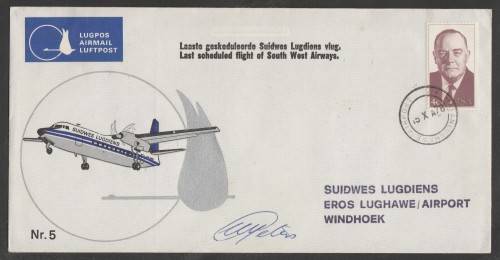 LUGPOS
AIRMAIL
LUFTPOST
Laaste geskeduleerde Suidwes Lugdiens vlug.
Last scheduled flight of South West Airways.
SUIDWES LUGDIENS
SUIDWES LUGDIENS
EROS LUGHAWE/AIRPORT
WINDHOEK
Nr. 5